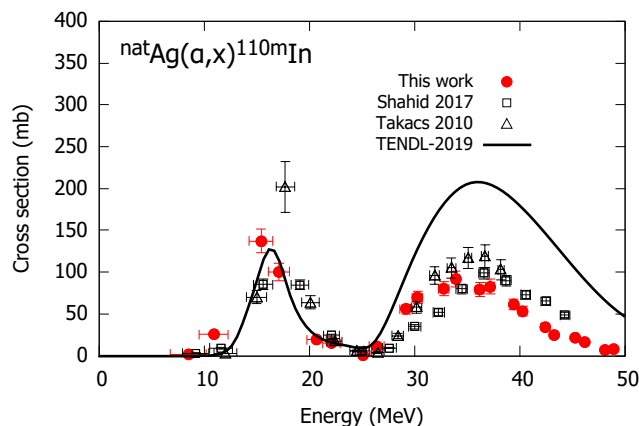 400
350
300
250
200
150
100
50
0
Cross section (mb)
natAg(α,x)110mIn
This work
Shahid 2017
Takacs 2010
TENDL-2019
0 10 20 30 40 50
Energy (MeV)